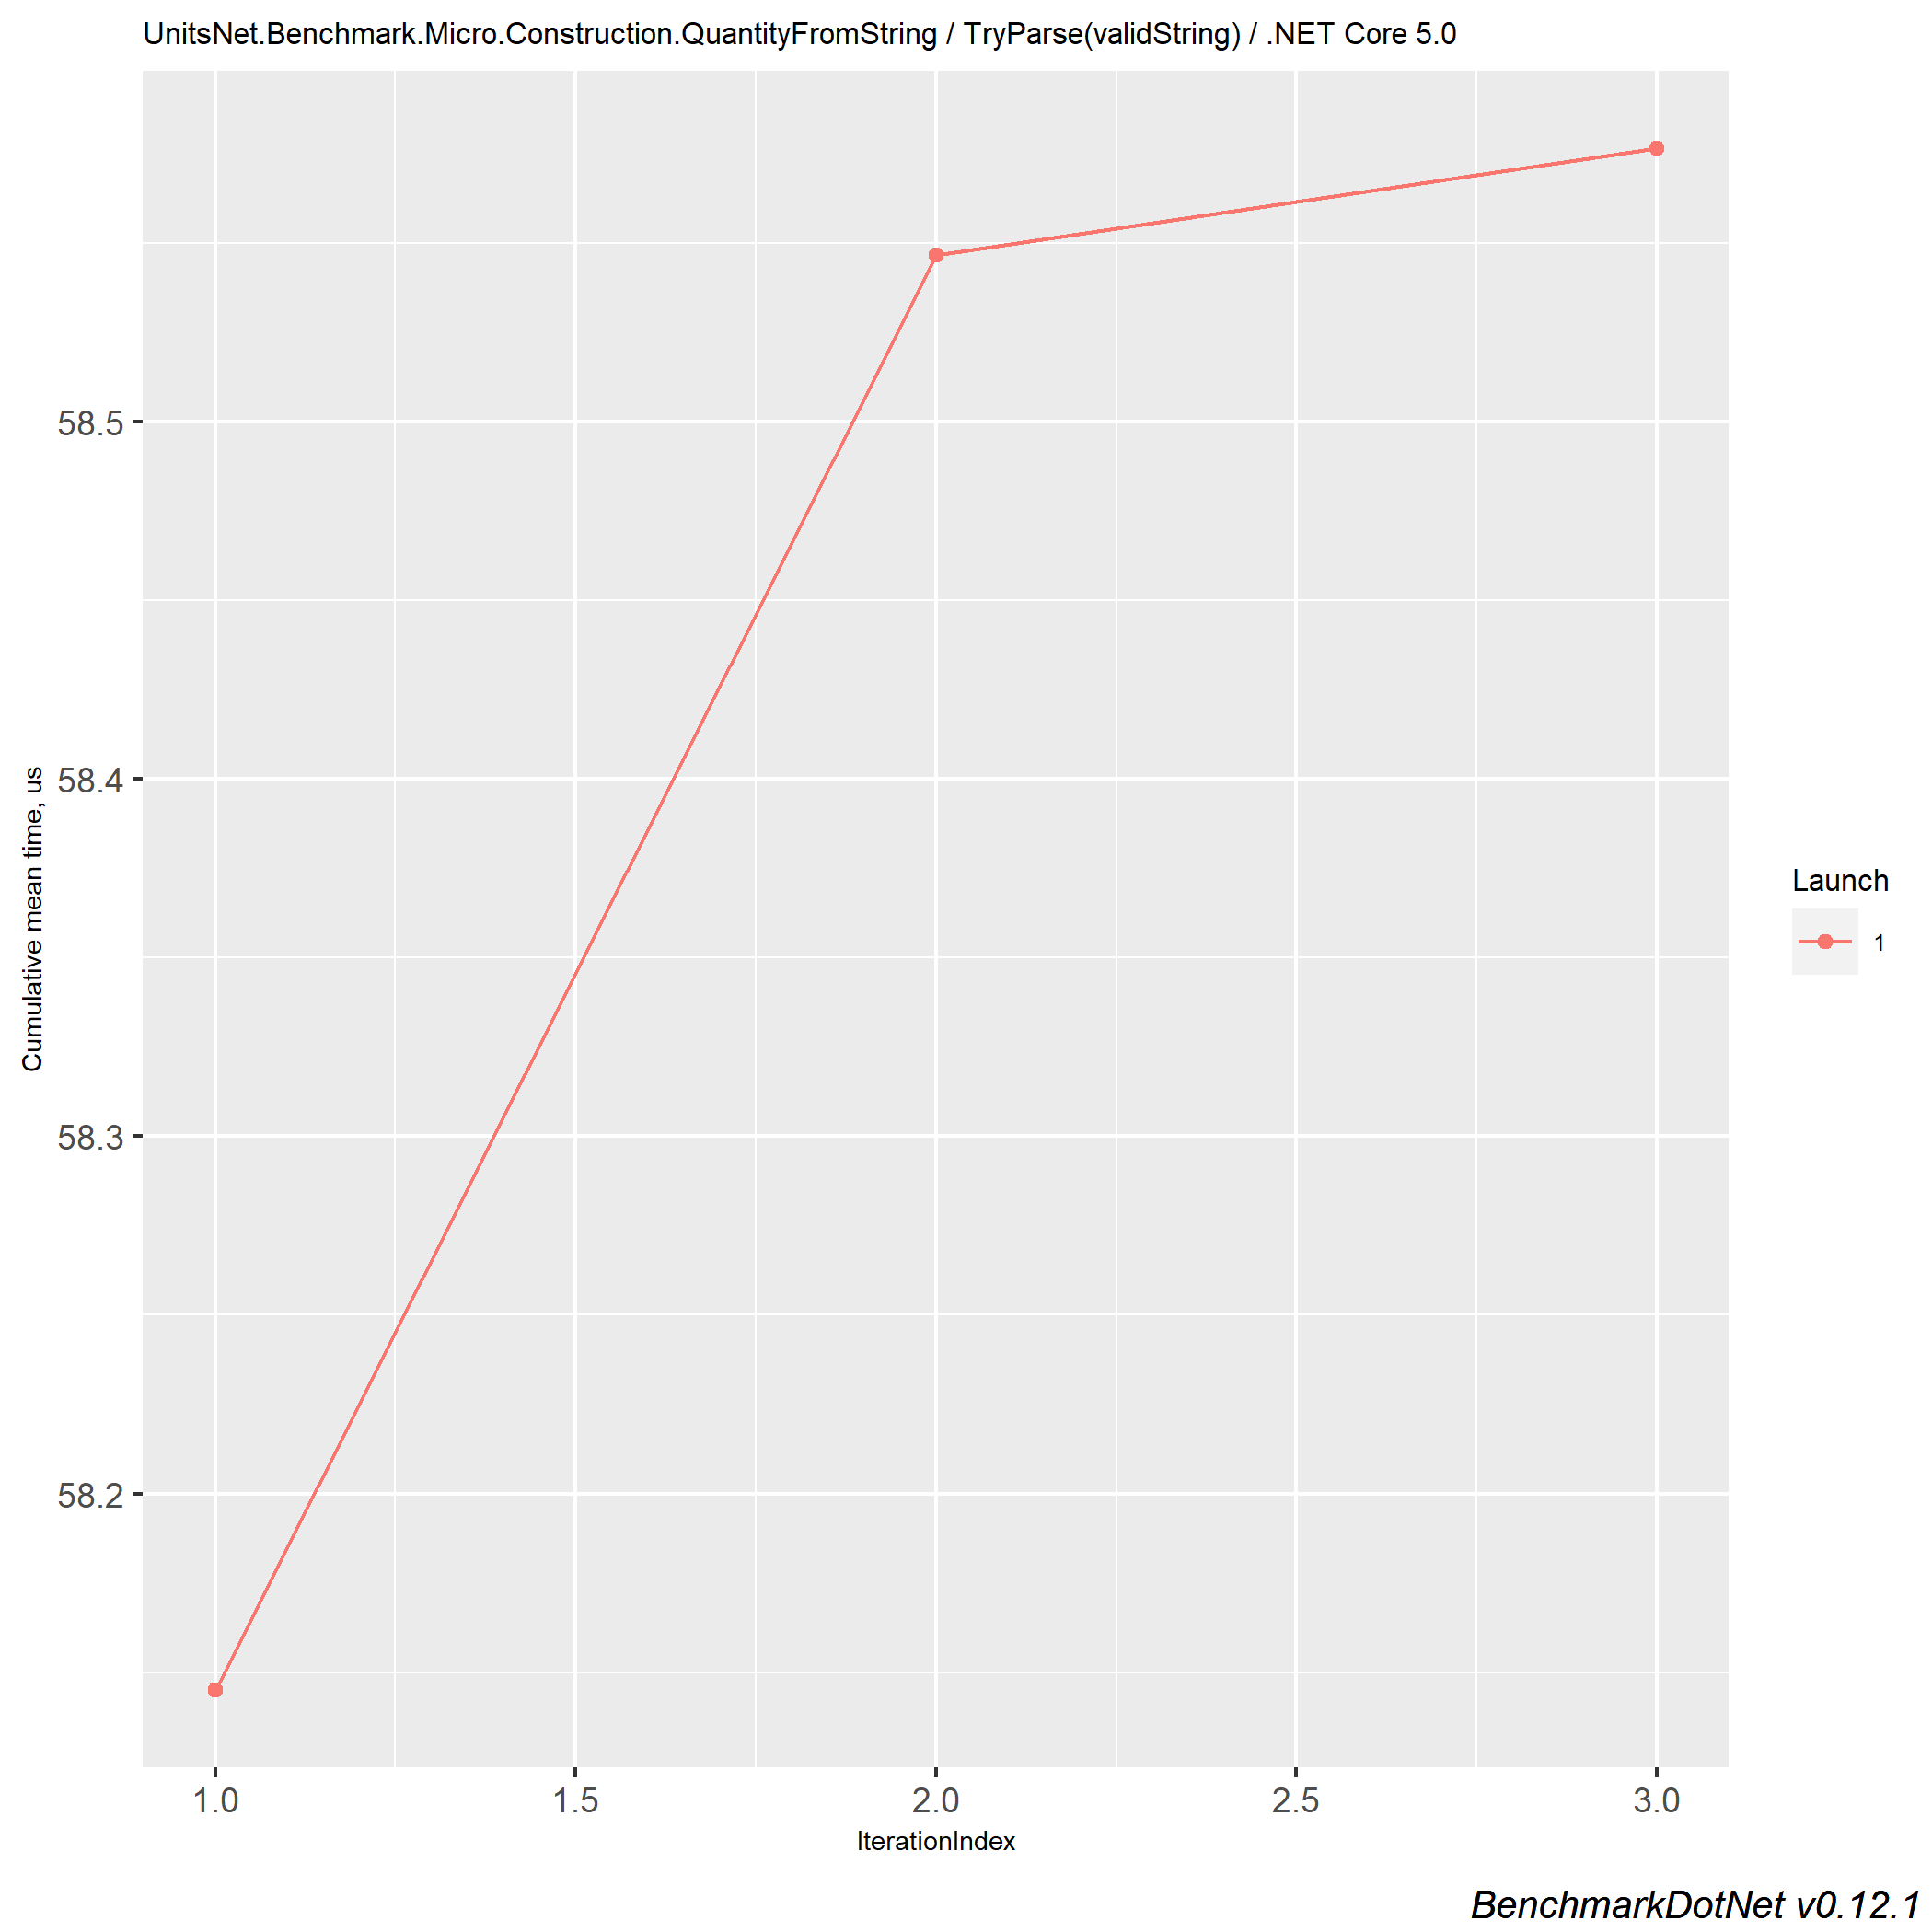 UnitsNet.Benchmark.Micro.Construction.QuantityFromString / TryParse(validString) / .NET Core 5.0
58.5
58.4
58.3
58.2
Cumulative mean time, us
1.0 1.5 2.0 2.5 3.0
IterationIndex
Launch
1
BenchmarkDotNet v0.12.1